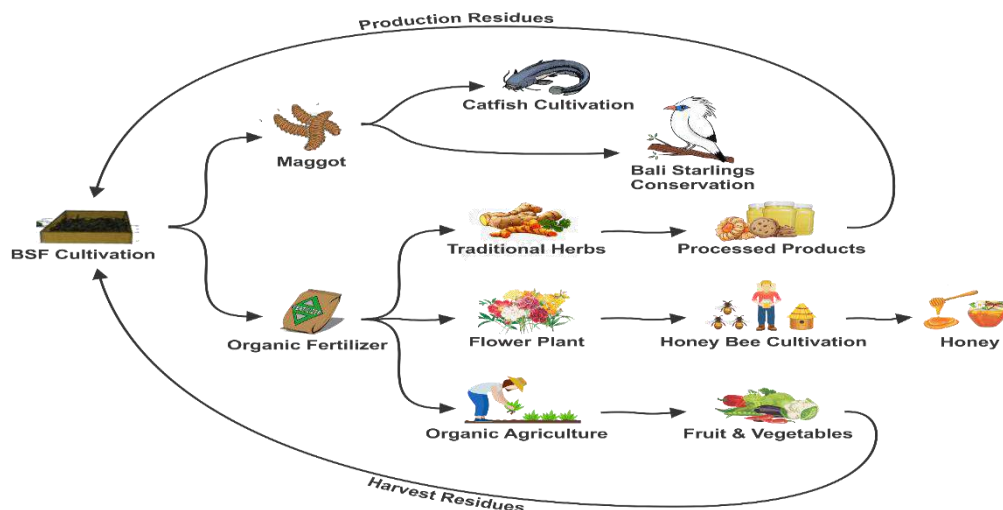 Production Residues
Catfish Cultivation
Maggot
Bali Starlings
Conservation
Traditional Herbs
Processed Products
BSF Cultivation
Organic Fertilizer
Flower Plant
Honey Bee Cultivation
Honey
Organic Agriculture
Fruit & Vegetables
Harvest Residues